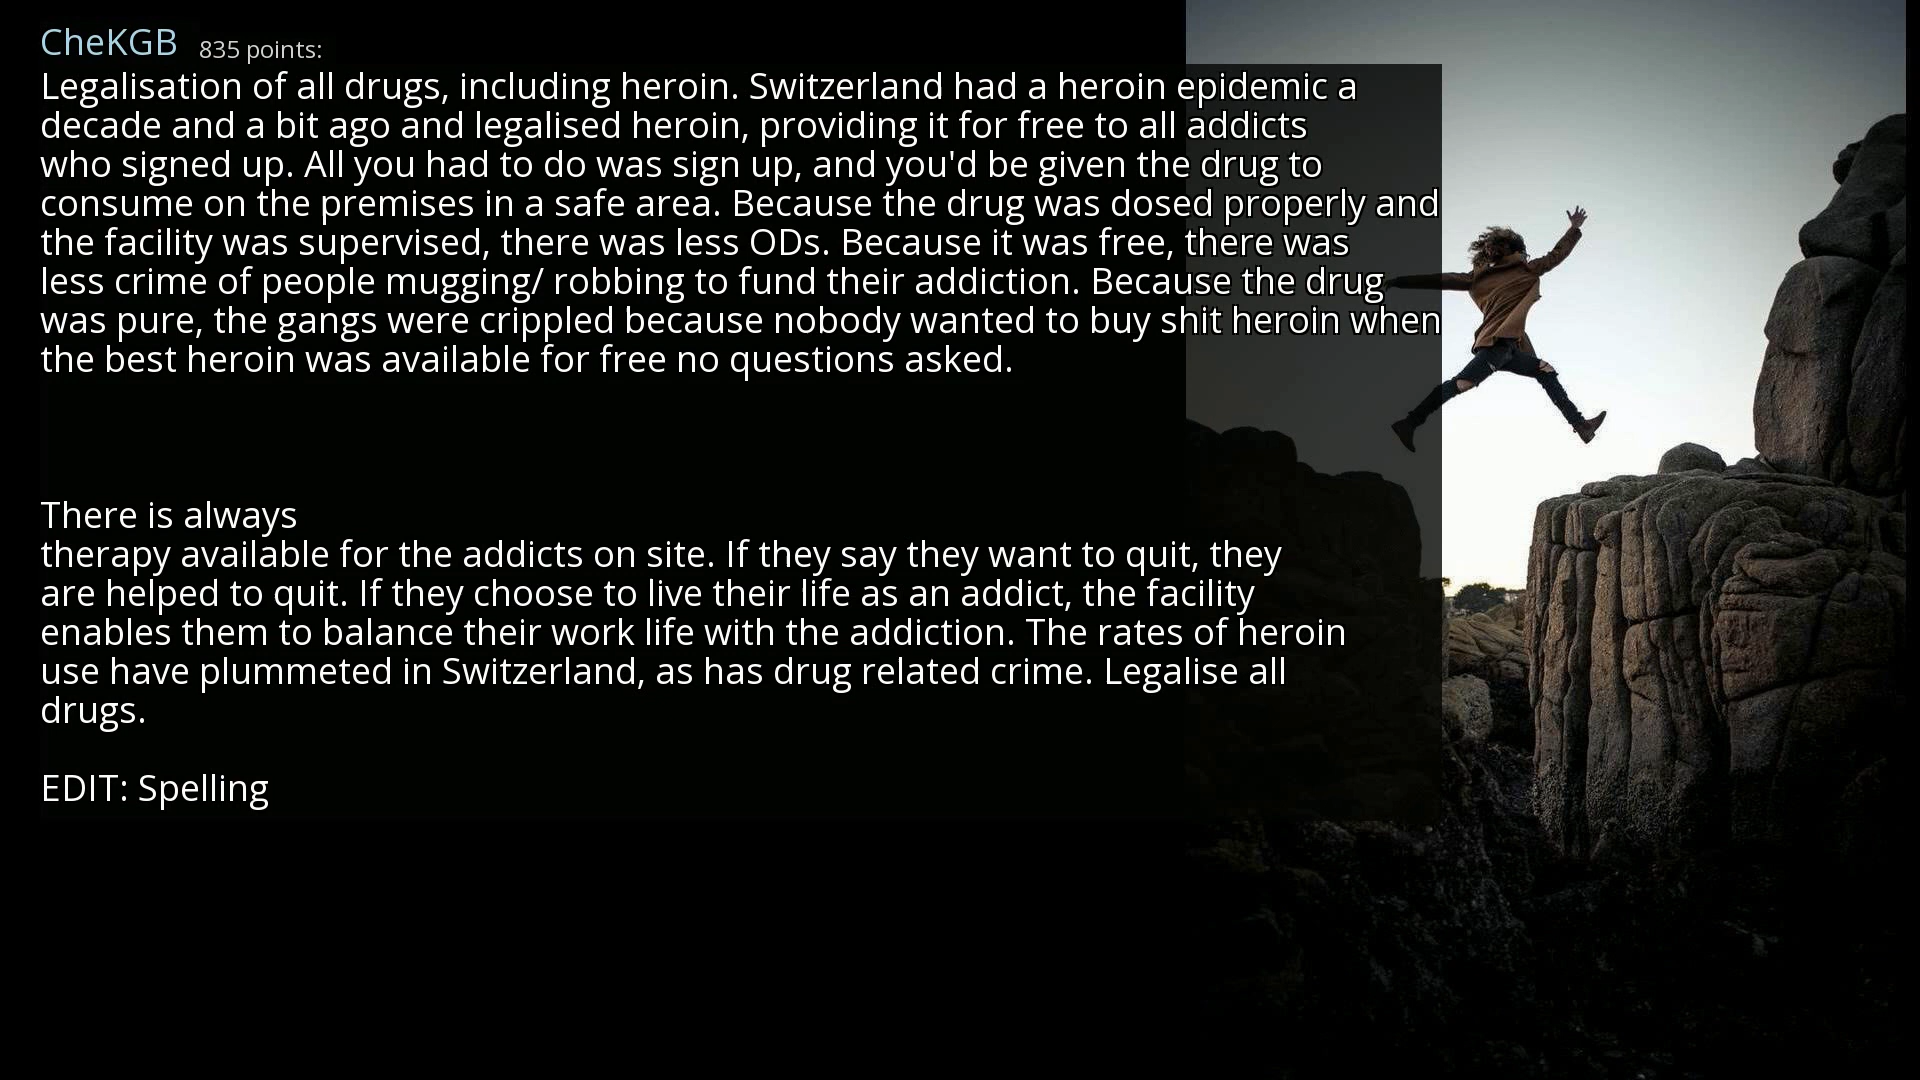 CheKGB 835 points:
Legalisation of all drugs, including heroin. Switzerland had a heroin epidemic a
decade and a bit ago and legalised heroin, providing it for free to all addicts
who signed up. All you had to do was sign up, and you'd be given the drug to
consume on the premises in a safe area. Because the drug was dosed properly and
the facility was supervised, there was less ODs. Because it was free, there was
less crime of people mugging/ robbing to fund their addiction. Because the drug
was pure, the gangs were crippled because nobody wanted to buy shit heroin when
the best heroin was available for free no questions asked.
There is always
therapy available for the addicts on site. If they say they want to quit, they
are helped to quit. If they choose to live their life as an addict, the facility
enables them to balance their work life with the addiction. The rates of heroin
use have plummeted in Switzerland, as has drug related crime. Legalise all
drugs.
EDIT: Spelling